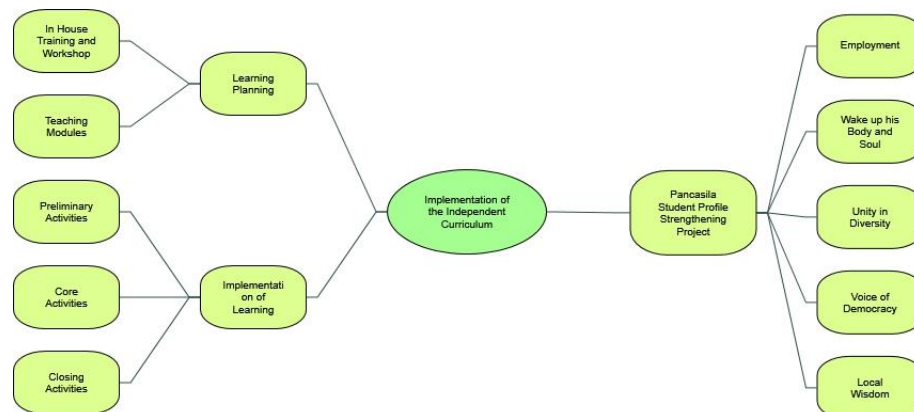 In House
Training and
Workshop
Teaching
Modules
Learning
Planning
Preliminary
Activities
Core
Activities
Closing
Activities
Implementati
on of
Learning
Implementation of
the Independent
Curriculum
Pancasila
Student Profile
Strengthening
Project
Employment
Wake up his
Body and
Soul
Unity in
Diversity
Voice of
Democracy
Local
Wisdom